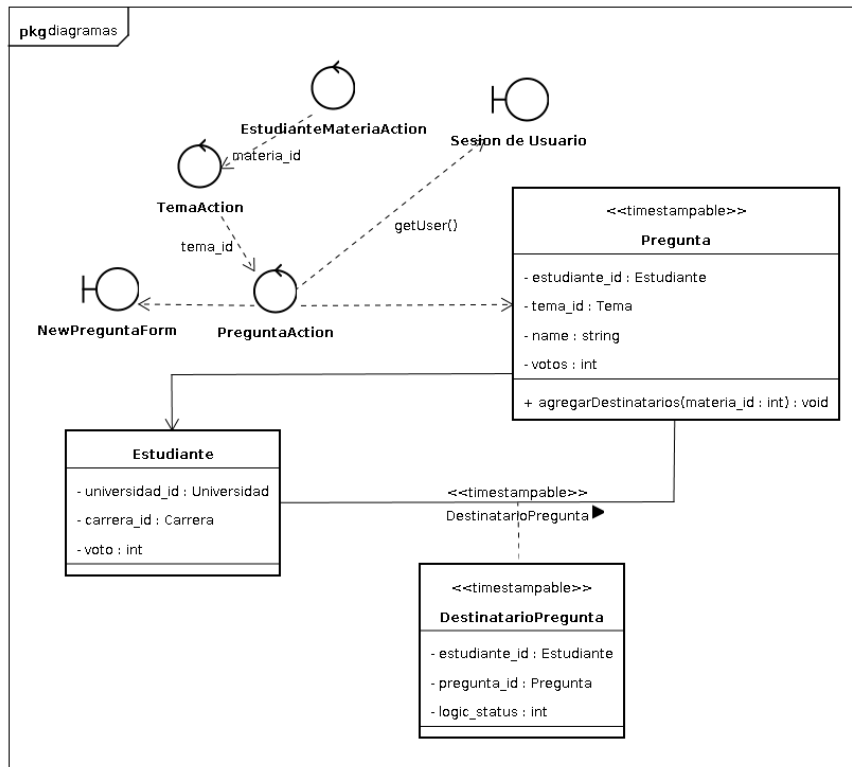 pkg diagramas
EstudianteMateriaAction
Sesion de Usuario
materia_id
TemaAction
tema_id
getUser()
NewPreguntaForm
PreguntaAction
<<timestampable>>
Pregunta
- estudiante_id : Estudiante
- tema_id : Tema
- name : string
- votos : int
+ agregarDestinatarios(materia_id : int) : void
Estudiante
- universidad_id : Universidad
- carrera_id : Carrera
- voto : int
<<timestampable>>
DestinatarioPregunta
<<timestampable>>
DestinatarioPregunta
- estudiante_id : Estudiante
- pregunta_id : Pregunta
- logic_status : int